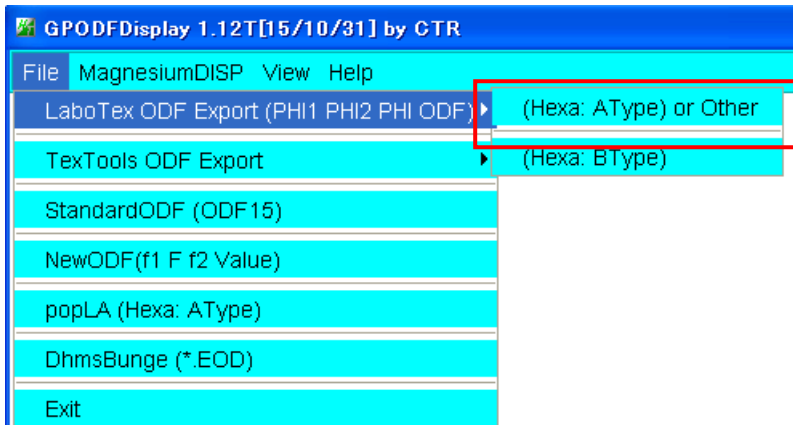 GPODFDisplay 1.12T[15/10/31] by CTR
File MagnesiumDISP View Help
LaboTex ODF Export (PHI1 PHI2 PHI ODF)
(Hexa: AType) or Other
TexTools ODF Export
(Hexa: BType)
StandardODF (ODF15)
NewODF(f1 F f2 Value)
popLA (Hexa: AType)
DhmsBunge (*.EOD)
Exit